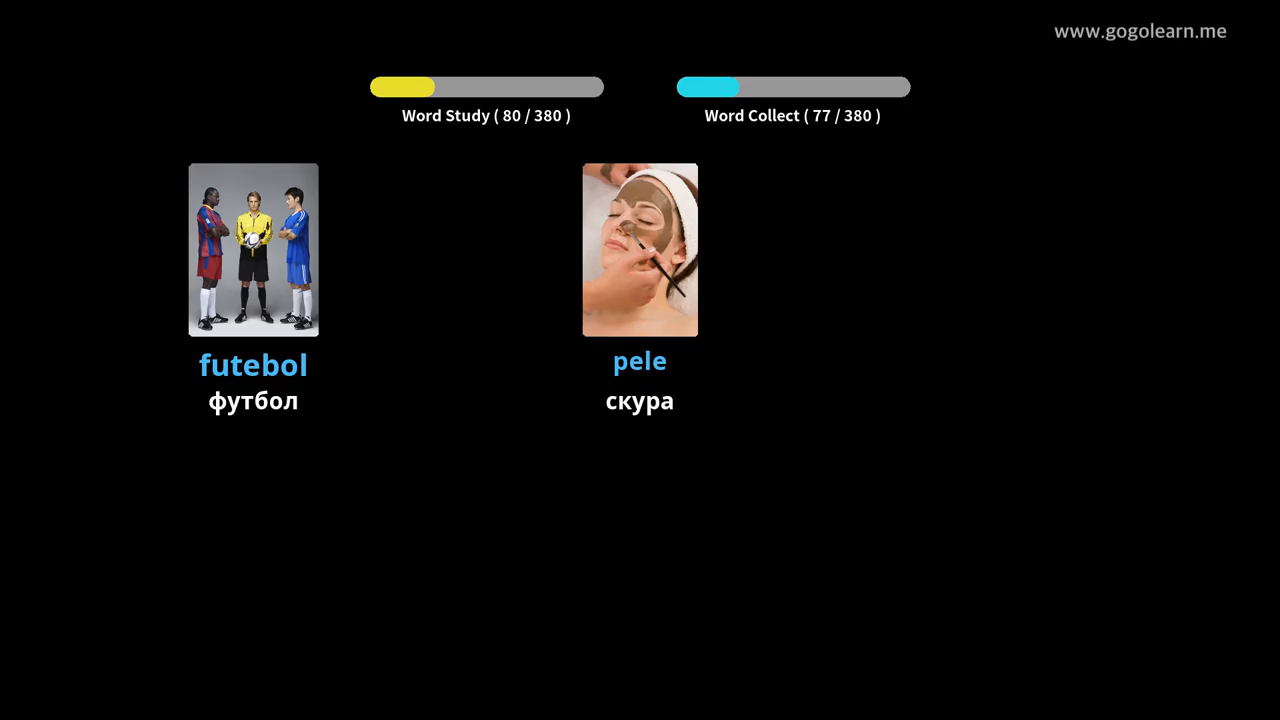 www.gogolearn.me
Word Study ( 80 / 380 )
Word Collect ( 77 / 380 )
futebol
футбол
pele
скура